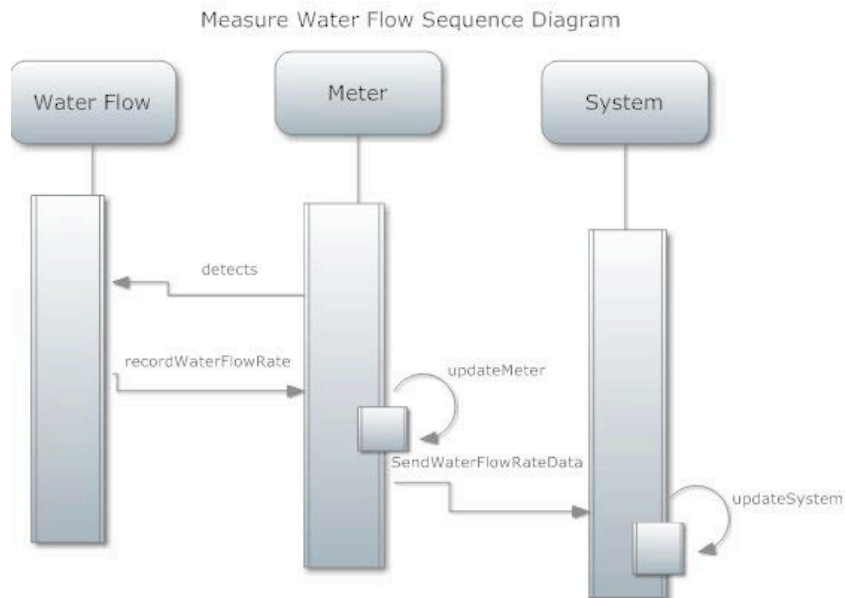 Measure Water Flow Sequence Diagram
Water Flow
Meter
System
detects
recordWaterFlowRate
updateMeter
SendWaterFlowRateData
updateSystem